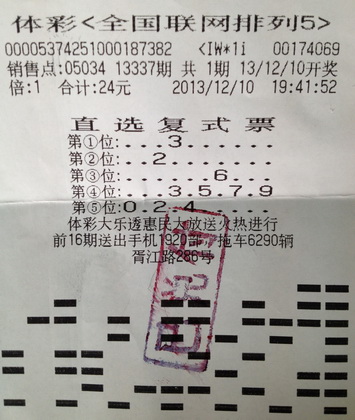 体彩<全国联网排列5>
000053742510001 87382 <IW*1i 00174069
销售点:05034 13337期 共 1期 13/12/10开奖
倍:1 合计:24元 2013/12/10 19:41:52
直选复式票
第①位:...3......
第②位:..2.......
第③位:......6...
第④位:...3.5.7.9
第⑤位:0.2.4.....
体彩大乐透惠民大放送火热进行
前16期送出手机1920部 拖车6290辆
胥江路286号